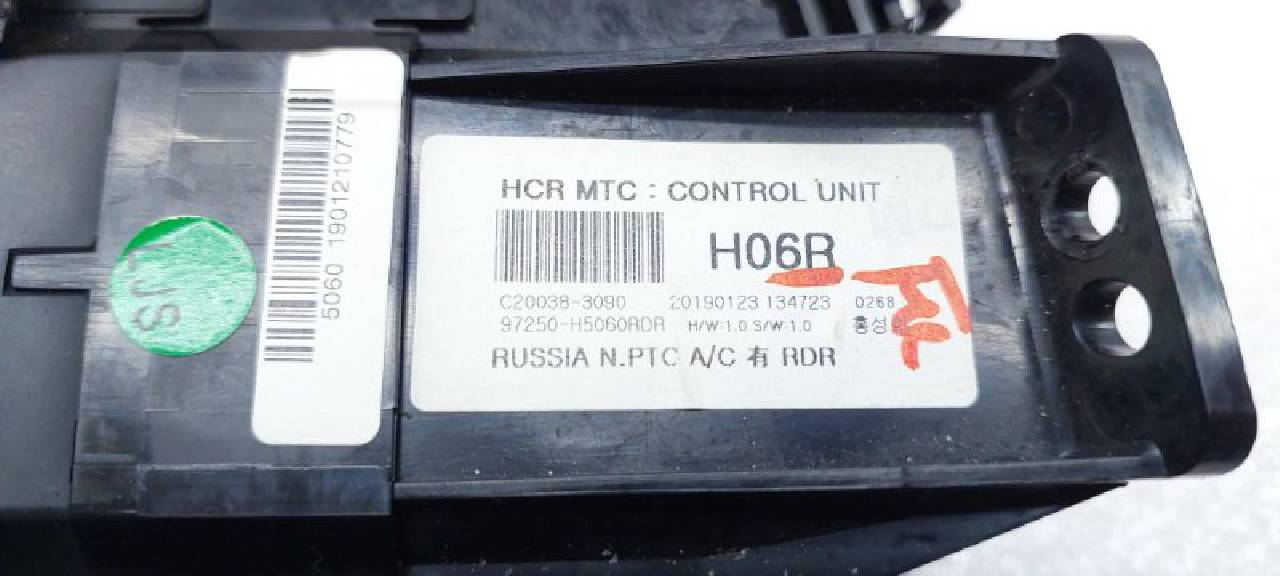 HCR MTC : CONTROL UNIT
H06R
C20038-3090 20190123 134723 0268
97250-H5060RDR H/W:1.0 S/W:1.0 홍성
RUSSIA N.PTC A/C 有 RDR
5060 1901210779
LJS